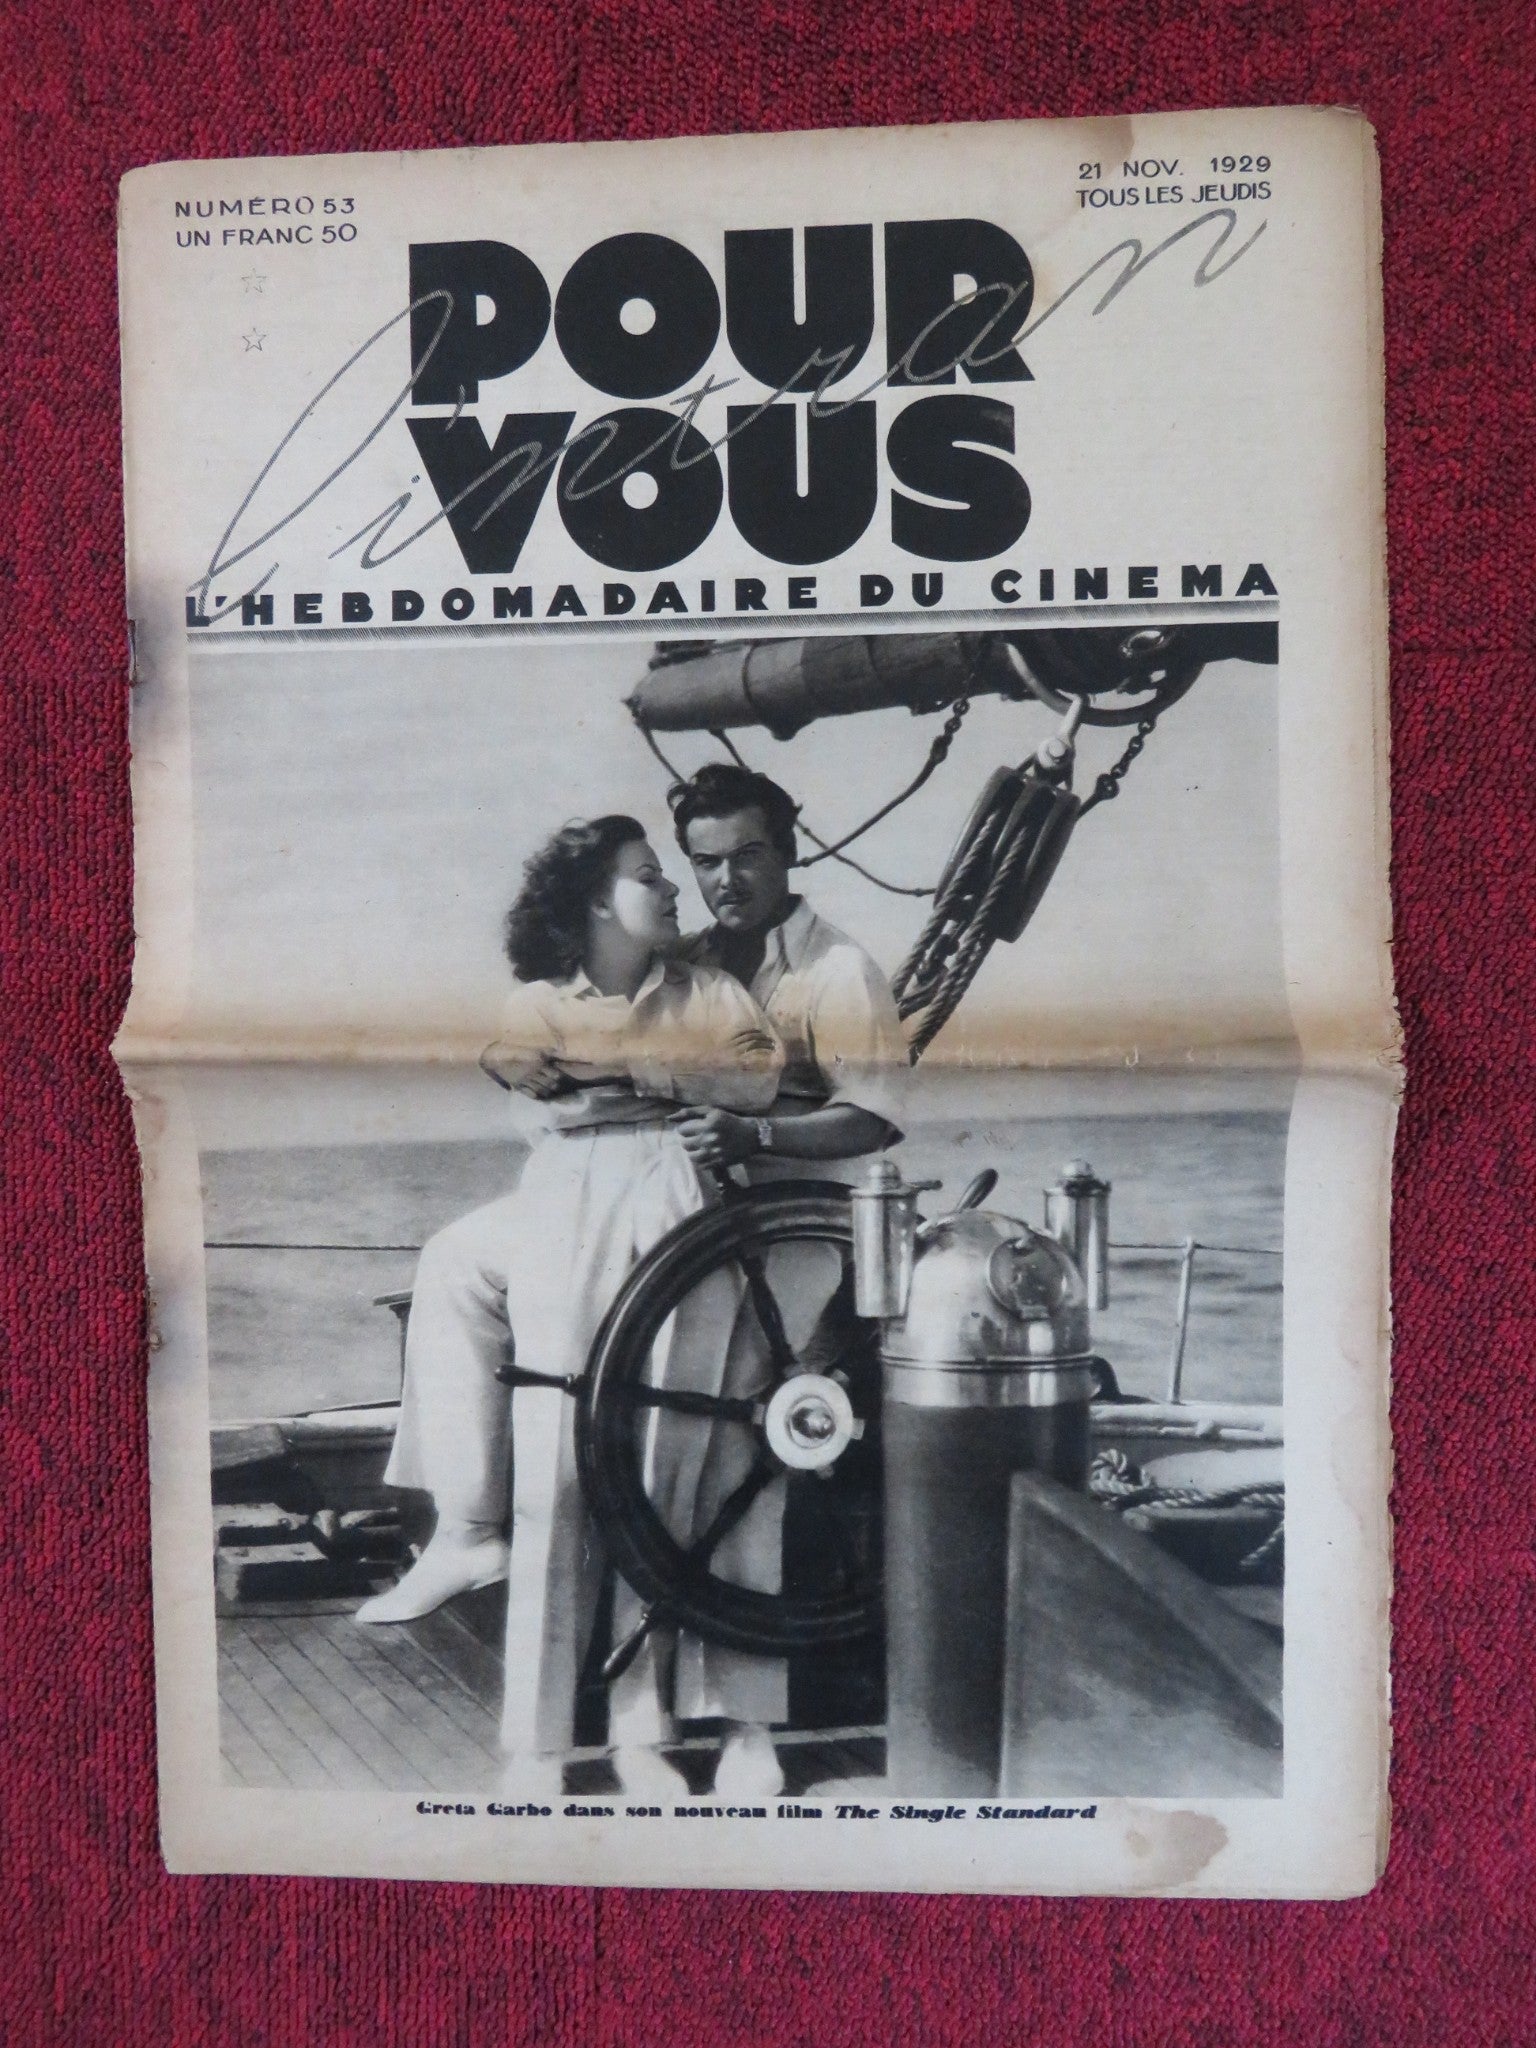 NUMÉRO 53
UN FRANC 50
21 NOV. 1929
TOUS LES JEUDIS
POUR
VOUS
l'intran
L'HEBDOMADAIRE DU CINEMA
Greta Garbo dans son nouveau film The Single Standard